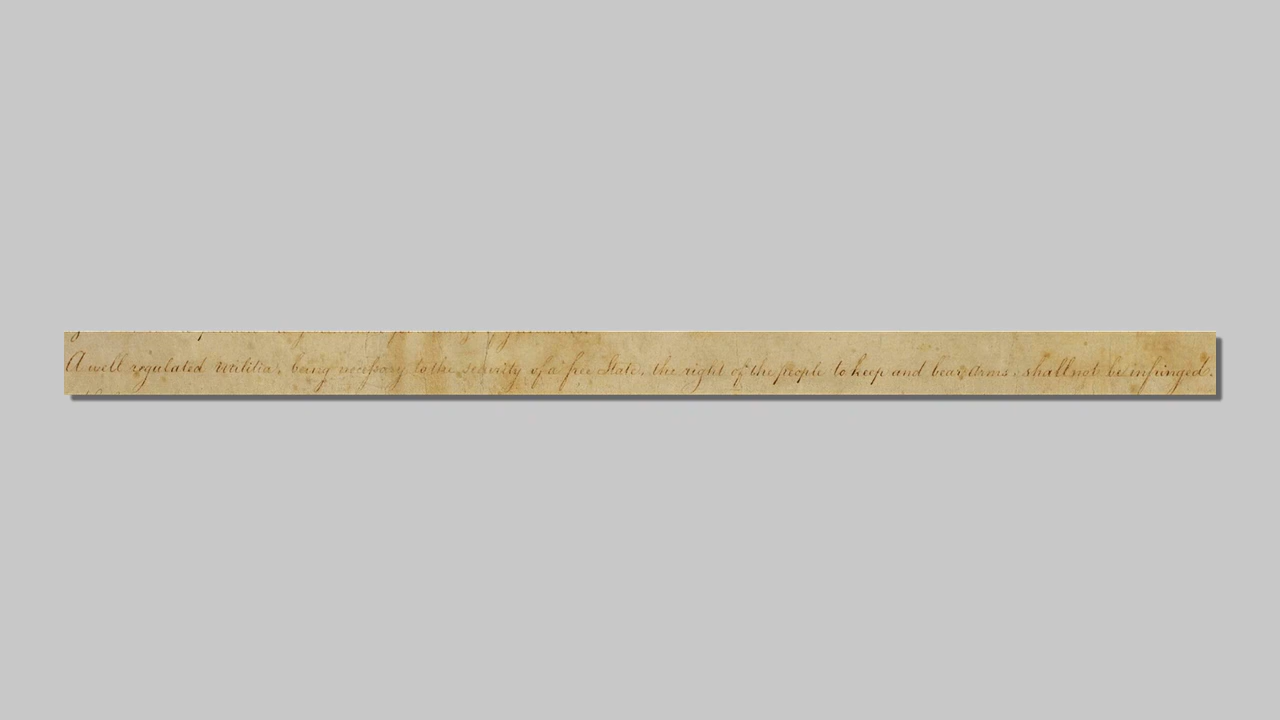 A well regulated Militia, being necessary to the security of a free State, the right of the people to keep and bear Arms, shall not be infringed.